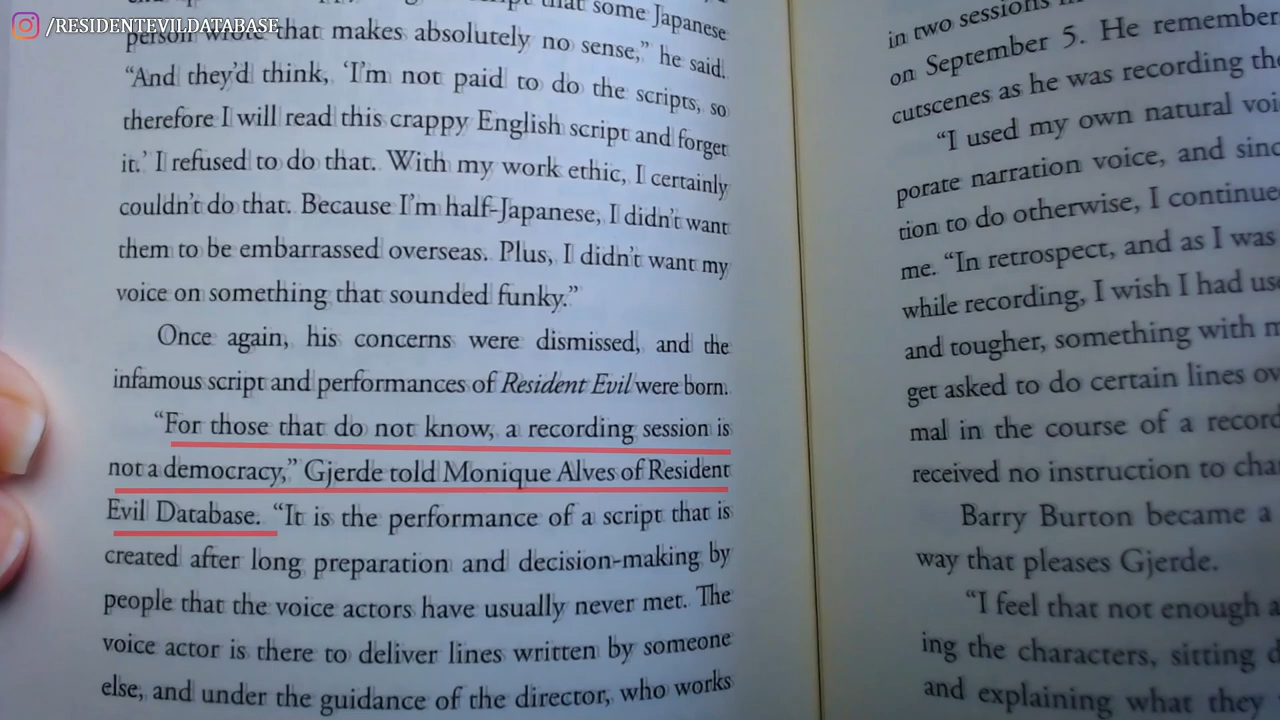 /RESIDENTEVILDATABASE
that some Japanese
person wrote that makes absolutely no sense,” he said.
“And they’d think, ‘I’m not paid to do the scripts, so
therefore I will read this crappy English script and forget
it.’ I refused to do that. With my work ethic, I certainly
couldn’t do that. Because I’m half-Japanese, I didn’t want
them to be embarrassed overseas. Plus, I didn’t want my
voice on something that sounded funky.”
Once again, his concerns were dismissed, and the
infamous script and performances of Resident Evil were born.
“For those that do not know, a recording session is
not a democracy,” Gjerde told Monique Alves of Resident
Evil Database. “It is the performance of a script that is
created after long preparation and decision-making by
people that the voice actors have usually never met. The
voice actor is there to deliver lines written by someone
else, and under the guidance of the director, who works
in two sessions
on September 5. He remember
cutscenes as he was recording
“I used my own natural
porate narration voice, and
tion to do otherwise, I
me. “In retrospect, and as I was
while recording, I wish I had
and tougher, something with
get asked to do certain lines
mal in the course of a
received no instruction to
Barry Burton became a
way that pleases Gjerde.
“I feel that not enough
ing the characters, sitting
and explaining what they